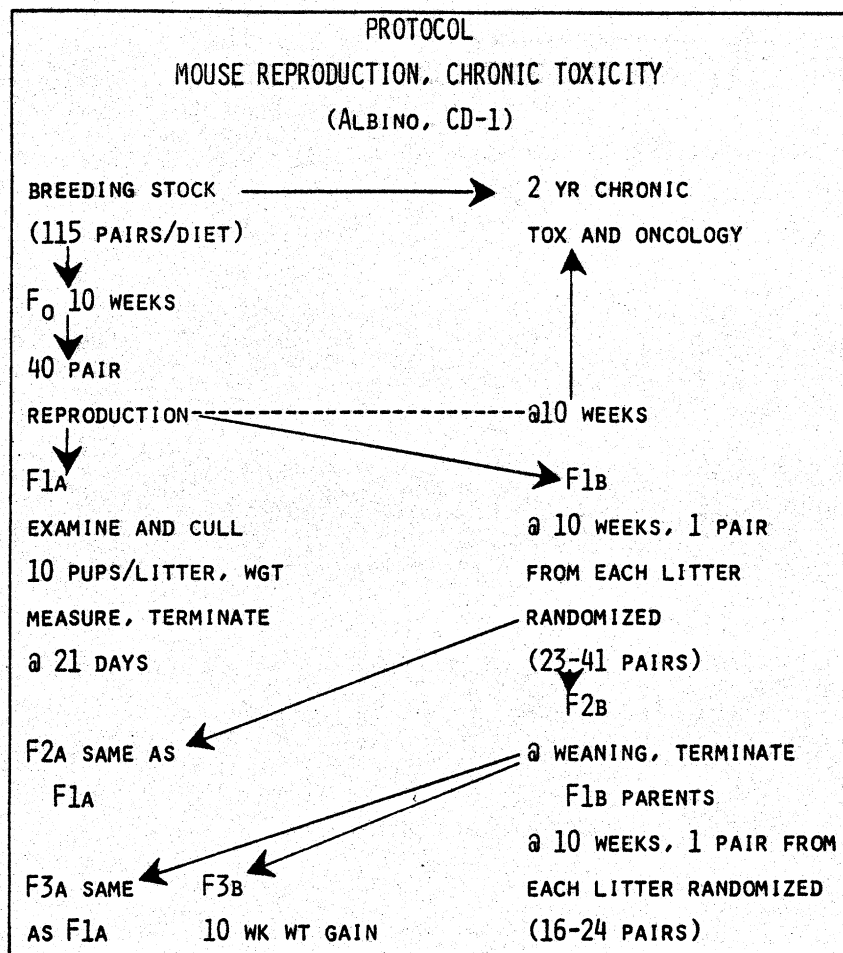 PROTOCOL
MOUSE REPRODUCTION, CHRONIC TOXICITY
(ALBINO, CD-1)
BREEDING STOCK
(115 PAIRS/DIET)
F0 10 WEEKS
40 PAIR
REPRODUCTION
F1A
EXAMINE AND CULL
10 PUPS/LITTER, WGT
MEASURE, TERMINATE
@ 21 DAYS
F2A SAME AS
F1A
F3A SAME
AS F1A
F3B
10 WK WT GAIN
2 YR CHRONIC
TOX AND ONCOLOGY
@10 WEEKS
F1B
@ 10 WEEKS, 1 PAIR
FROM EACH LITTER
RANDOMIZED
(23-41 PAIRS)
F2B
@ WEANING, TERMINATE
F1B PARENTS
@ 10 WEEKS, 1 PAIR FROM
EACH LITTER RANDOMIZED
(16-24 PAIRS)